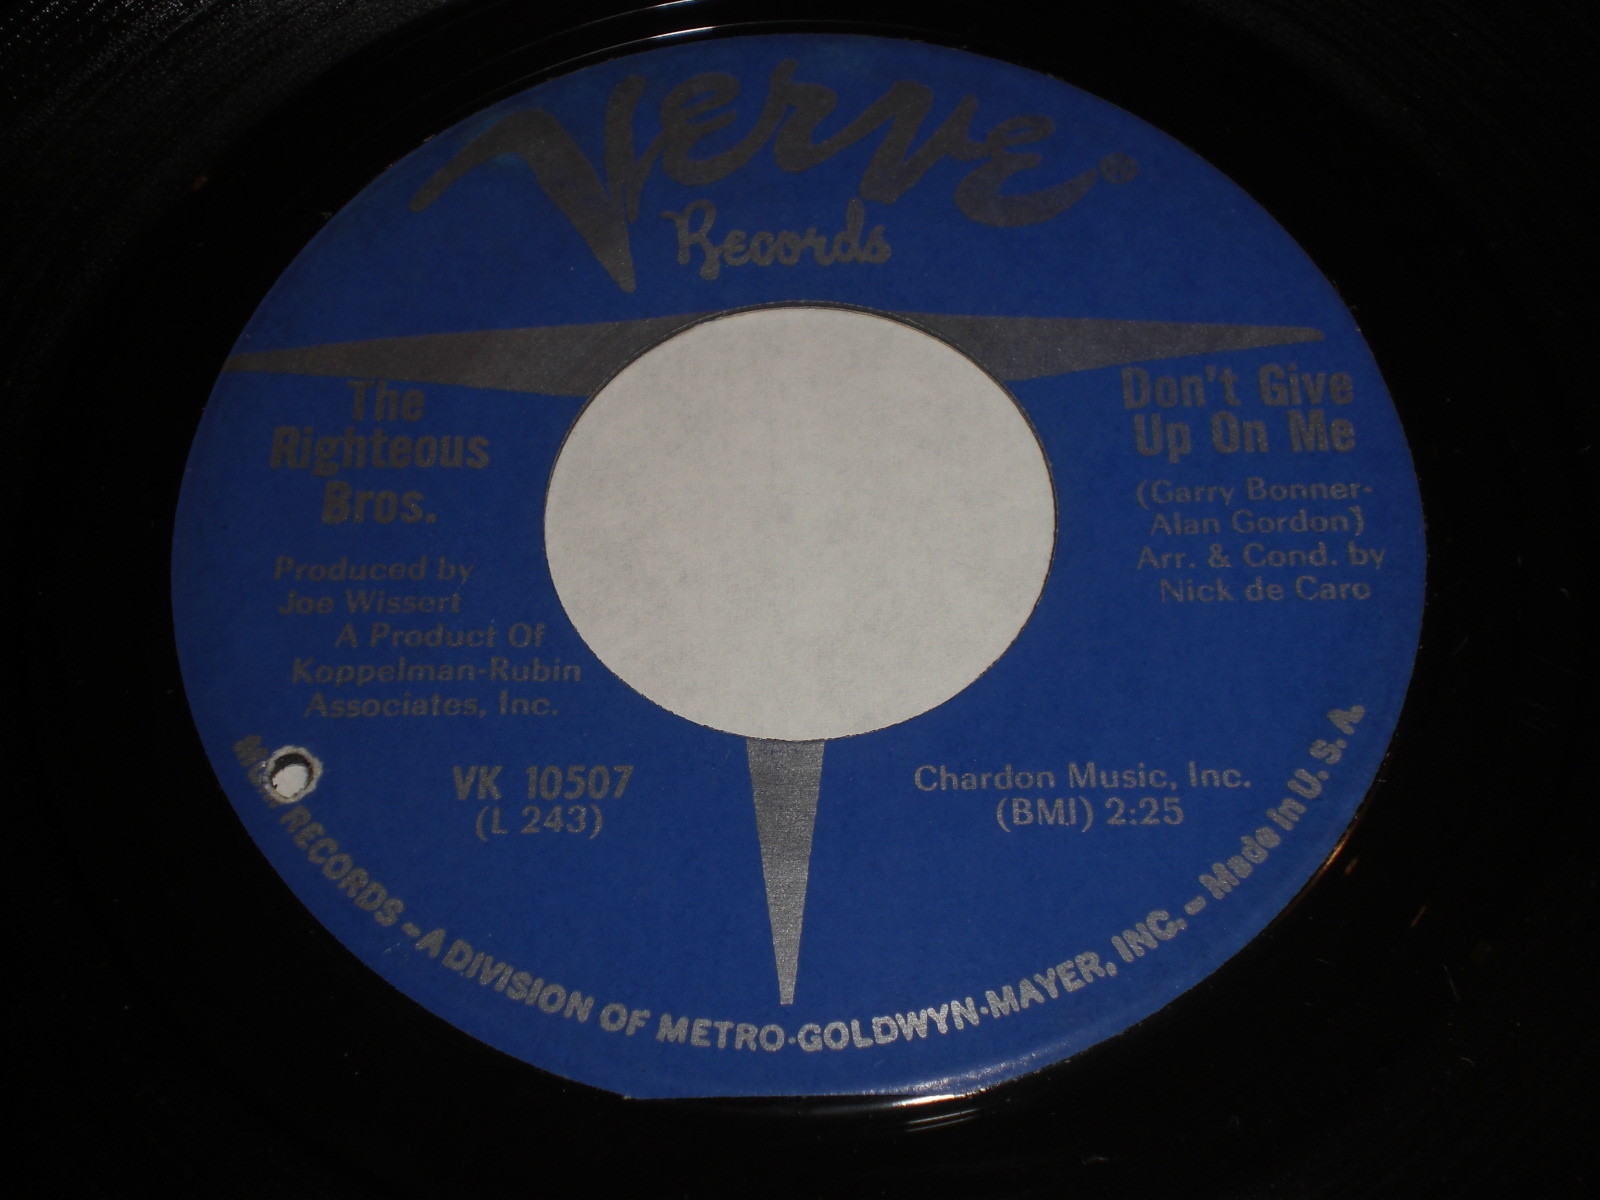 Verve®
Records
The
Righteous
Bros.
Produced by
Joe Wissert
A Product Of
Koppelman-Rubin
Associates, Inc.
Don't Give
Up On Me
(Garry Bonner-
Alan Gordon)
Arr. & Cond. by
Nick de Caro
VK 10507
(L 243)
Chardon Music, Inc.
(BMI) 2:25
RECORDS - A DIVISION OF METRO-GOLDWYN-MAYER, INC. - Made in U. S. A.